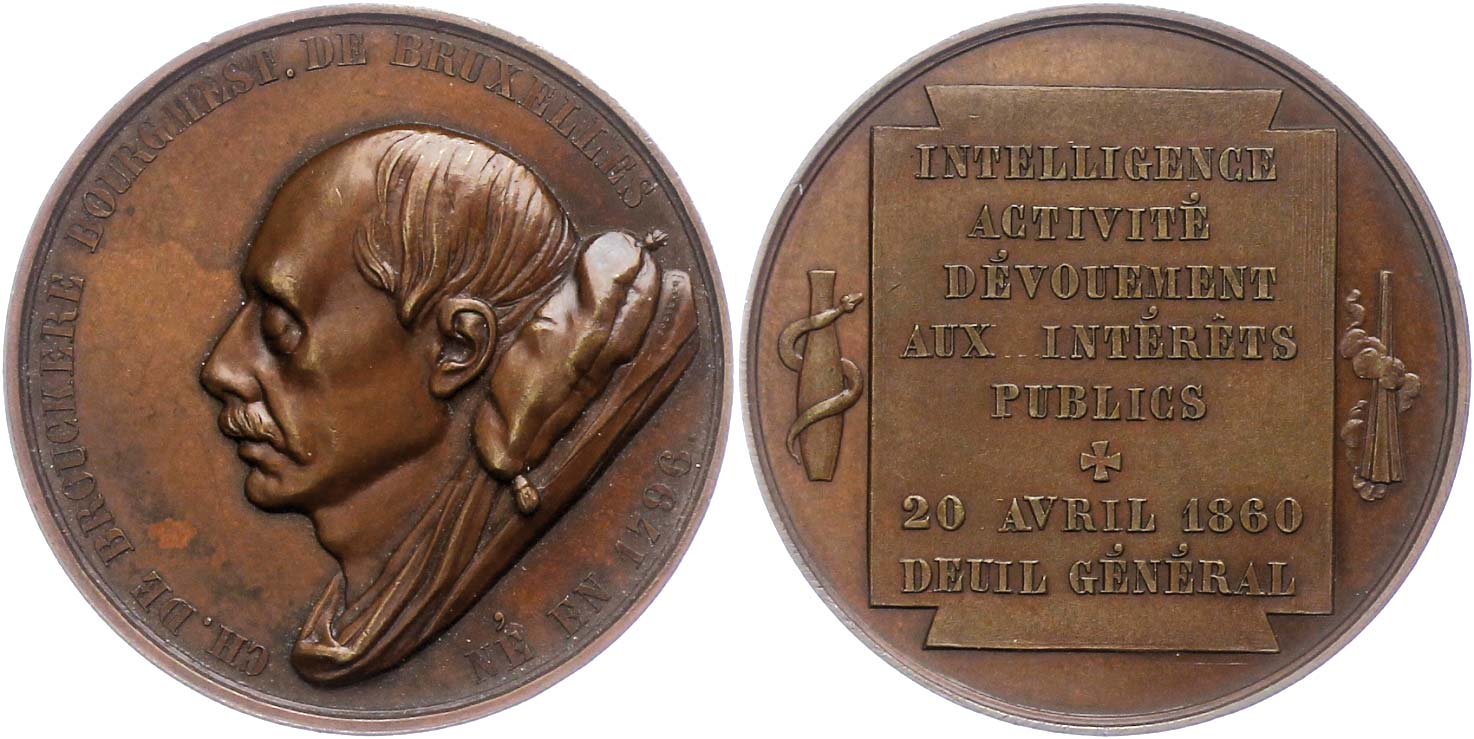 CH. DE BROUCKERE BOURGMEST. DE BRUXELLES
NÉ EN 1796
INTELLIGENCE
ACTIVITÉ
DÉVOUEMENT
AUX INTÉRÊTS
PUBLICS
20 AVRIL 1860
DEUIL GÉNÉRAL